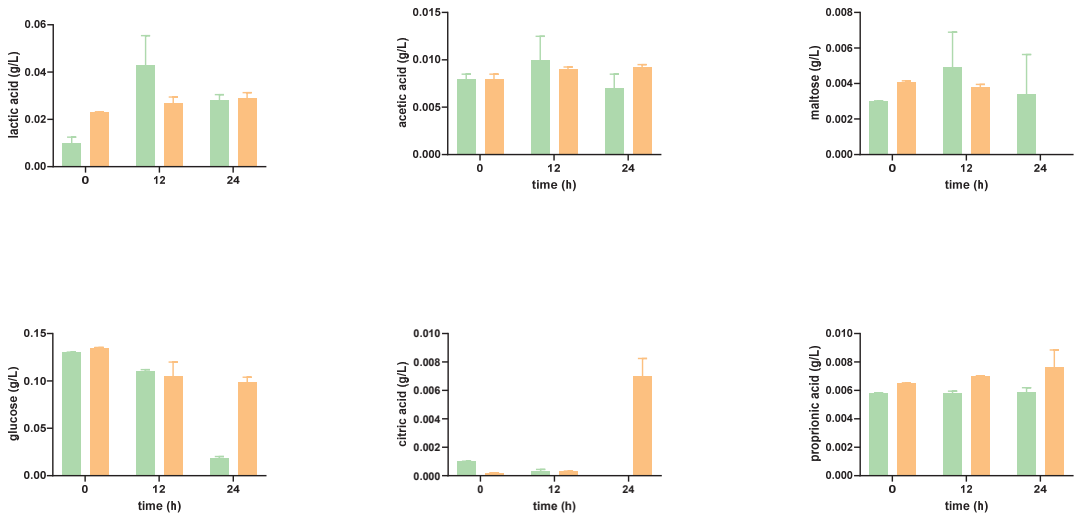 lactic acid (g/L)
0.06
0.04
0.02
0.00
0 12 24
acetic acid (g/L)
0.015
0.010
0.005
0.000
0 12 24
time (h)
maltose (g/L)
0.008
0.006
0.004
0.002
0.000
0 12 24
time (h)
glucose (g/L)
0.15
0.10
0.05
0.00
0 12 24
time (h)
citric acid (g/L)
0.010
0.008
0.006
0.004
0.002
0.000
0 12 24
time (h)
proprionic acid (g/L)
0.010
0.008
0.006
0.004
0.002
0.000
0 12 24
time (h)